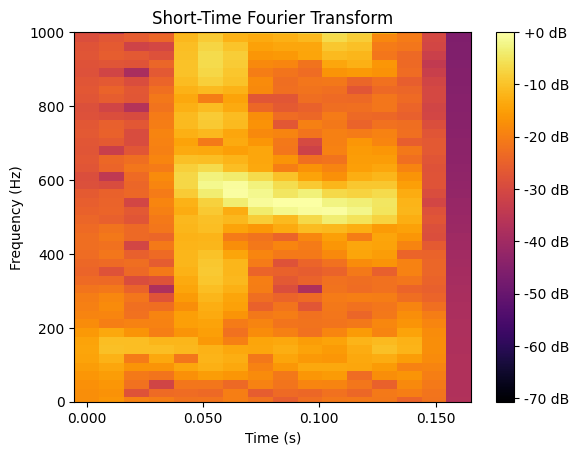 Short-Time Fourier Transform
1000
800
600
400
200
0
Frequency (Hz)
0.000
0.050
0.100
0.150
Time (s)
+0 dB
-10 dB
-20 dB
-30 dB
-40 dB
-50 dB
-60 dB
-70 dB